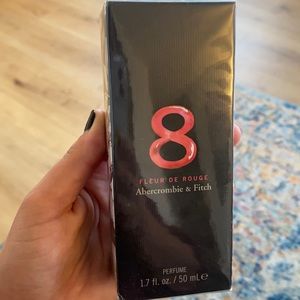 8
FLEUR DE ROUGE
Abercrombie & Fitch
PERFUME
1.7 fl. oz. / 50 mL℮